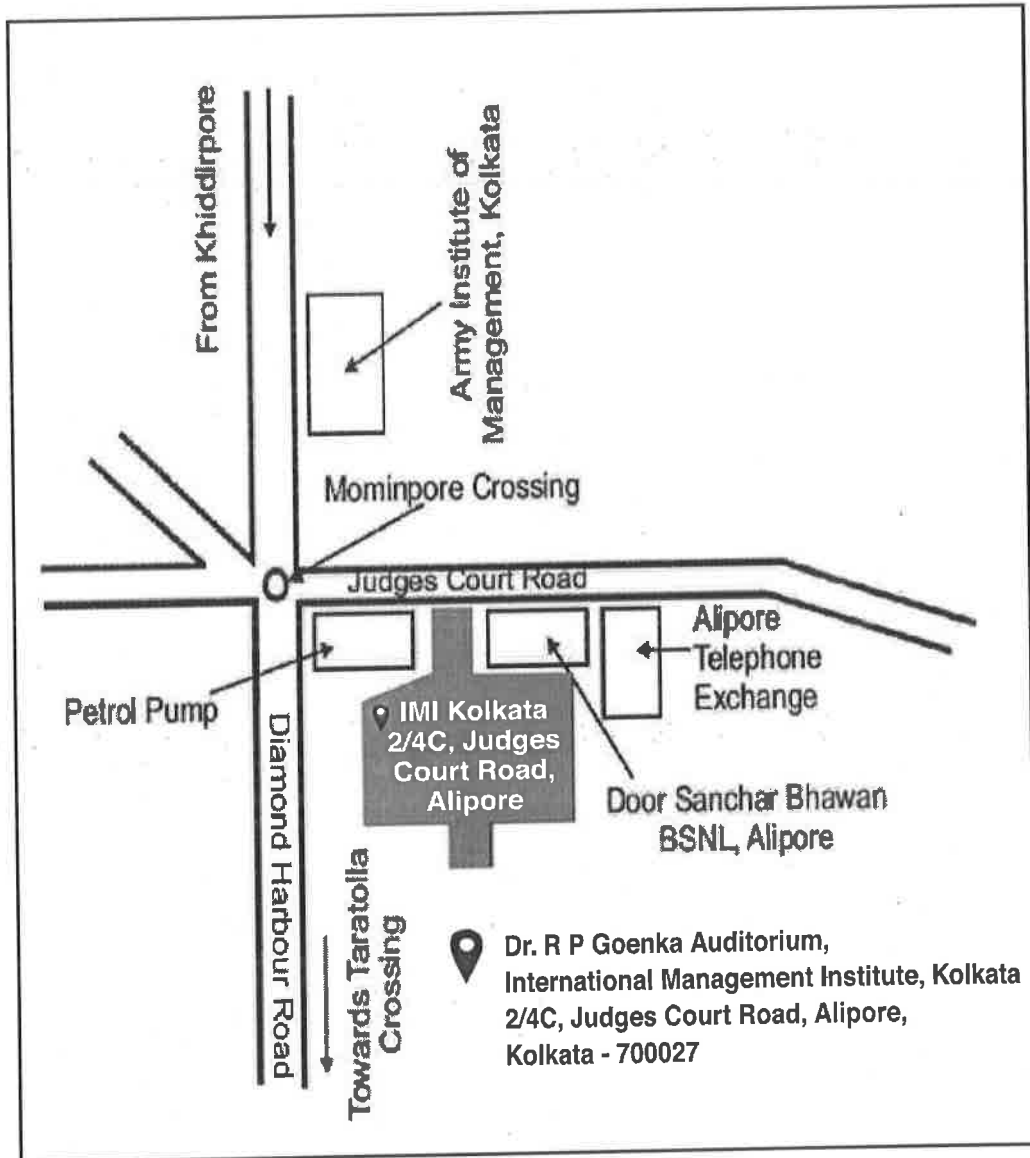 From Khiddirpore
Army Institute of
Management, Kolkata
Mominpore Crossing
Judges Court Road
Petrol Pump
IMI Kolkata
2/4C, Judges
Court Road,
Alipore
Alipore
Telephone
Exchange
Door Sanchar Bhawan
BSNL, Alipore
Diamond Harbour Road
Towards Taratolla
Crossing
Dr. R P Goenka Auditorium,
International Management Institute, Kolkata
2/4C, Judges Court Road, Alipore,
Kolkata - 700027